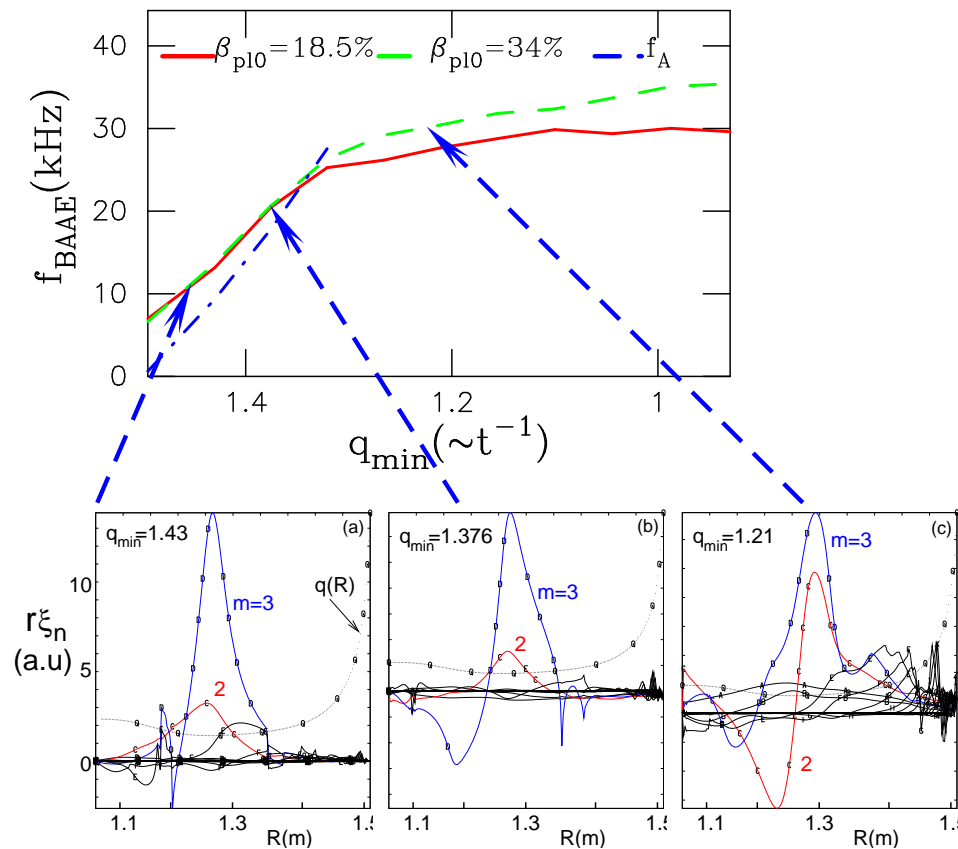 40
β_pl0=18.5% β_pl0=34% f_A
30
20
10
0
f_BAAE(kHz)
1.4 1.2 1
q_min(~t^-1)
(a)
q_min=1.43
q(R)
m=3
2
10
5
0
rξ_n
(a.u)
1.1 1.3 1.5
R(m)
(b)
q_min=1.376
m=3
2
1.1 1.3 1.5
R(m)
(c)
q_min=1.21
m=3
2
1.1 1.3
R(m)